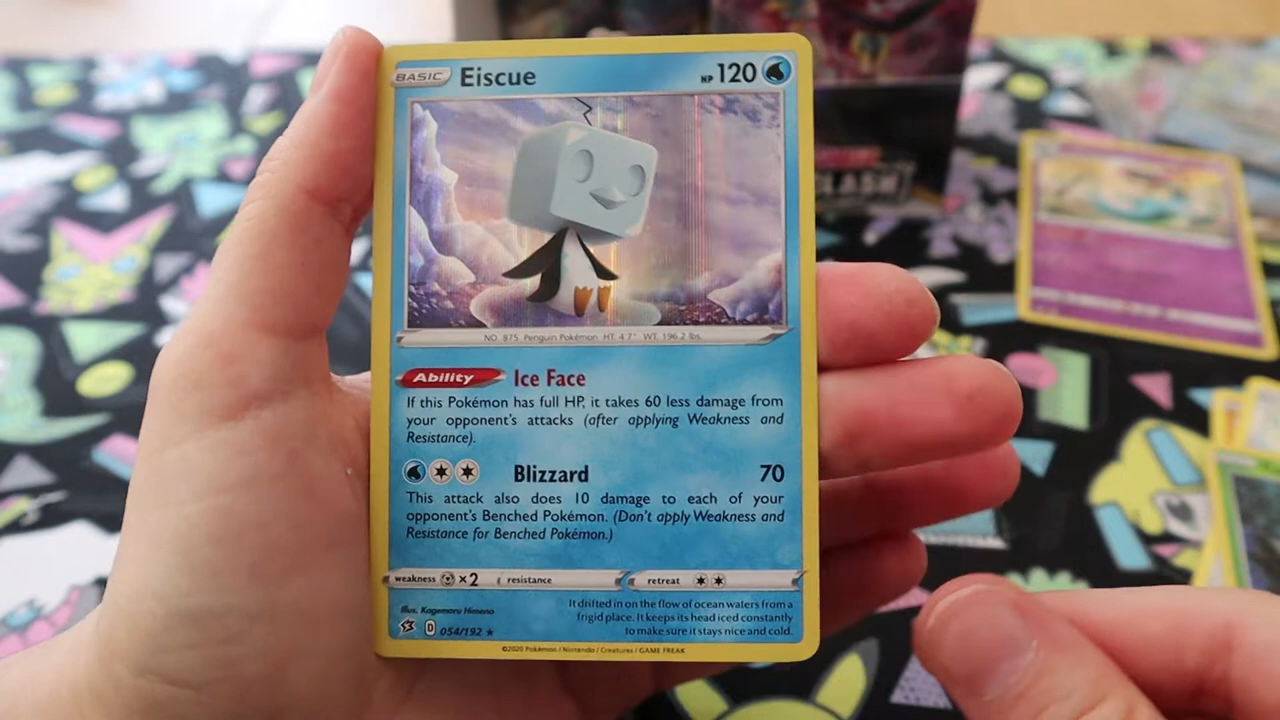 BASIC Eiscue HP 120
NO. 875 Penguin Pokémon HT. 4'7" WT. 196.2 lbs.
Ability Ice Face
If this Pokémon has full HP, it takes 60 less damage from
your opponent's attacks (after applying Weakness and
Resistance).
Blizzard 70
This attack also does 10 damage to each of your
opponent's Benched Pokémon. (Don't apply Weakness and
Resistance for Benched Pokémon.)
weakness ×2 resistance retreat
Illus. Kagemaru Himeno
It drifted in on the flow of ocean waters from a
frigid place. It keeps its head iced constantly
to make sure it stays nice and cold.
D 054/192 ★
©2020 Pokémon / Nintendo / Creatures / GAME FREAK
CLASH